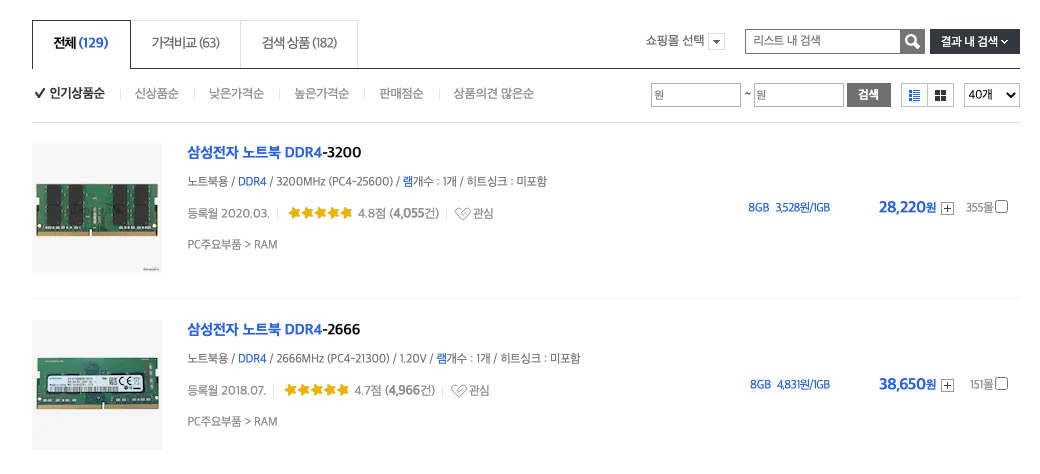 전체 (129) 가격비교 (63) 검색 상품 (182) 쇼핑몰 선택 리스트 내 검색 결과 내 검색
인기상품순 신상품순 낮은가격순 높은가격순 판매점순 상품의견 많은순 원 ~ 원 검색 40개
삼성전자 노트북 DDR4-3200
노트북용 / DDR4 / 3200MHz (PC4-25600) / 램개수 : 1개 / 히트싱크 : 미포함
등록월 2020.03. 4.8점 (4,055건) 관심
8GB 3,528원/1GB 28,220원 355몰
PC주요부품 > RAM
삼성전자 노트북 DDR4-2666
노트북용 / DDR4 / 2666MHz (PC4-21300) / 1.20V / 램개수 : 1개 / 히트싱크 : 미포함
등록월 2018.07. 4.7점 (4,966건) 관심
8GB 4,831원/1GB 38,650원 151몰
PC주요부품 > RAM